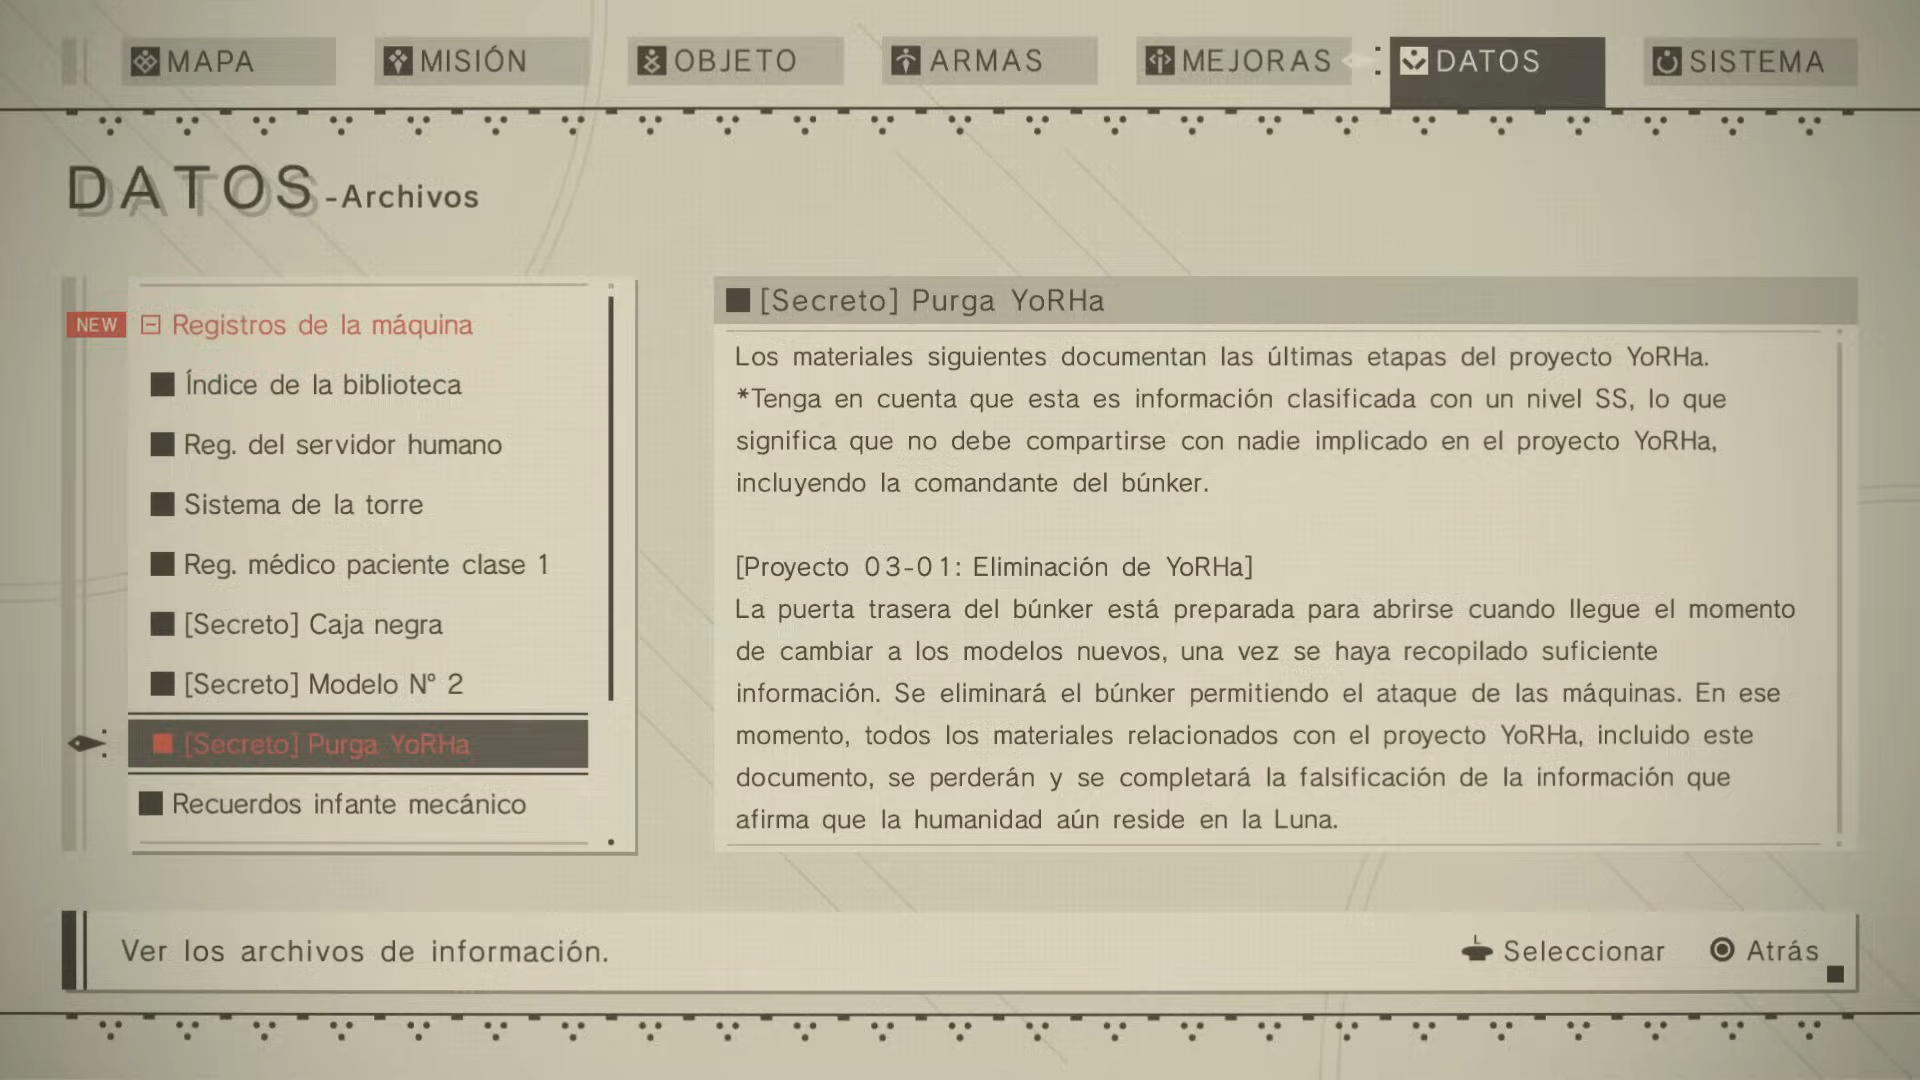 MAPA
MISIÓN
OBJETO
ARMAS
MEJORAS
DATOS
SISTEMA
DATOS -Archivos
NEW
Registros de la máquina
Índice de la biblioteca
Reg. del servidor humano
Sistema de la torre
Reg. médico paciente clase 1
[Secreto] Caja negra
[Secreto] Modelo Nº 2
[Secreto] Purga YoRHa
Recuerdos infante mecánico
[Secreto] Purga YoRHa
Los materiales siguientes documentan las últimas etapas del proyecto YoRHa.
*Tenga en cuenta que esta es información clasificada con un nivel SS, lo que
significa que no debe compartirse con nadie implicado en el proyecto YoRHa,
incluyendo la comandante del búnker.
[Proyecto 03-01: Eliminación de YoRHa]
La puerta trasera del búnker está preparada para abrirse cuando llegue el momento
de cambiar a los modelos nuevos, una vez se haya recopilado suficiente
información. Se eliminará el búnker permitiendo el ataque de las máquinas. En ese
momento, todos los materiales relacionados con el proyecto YoRHa, incluido este
documento, se perderán y se completará la falsificación de la información que
afirma que la humanidad aún reside en la Luna.
Ver los archivos de información.
L Seleccionar
Atrás